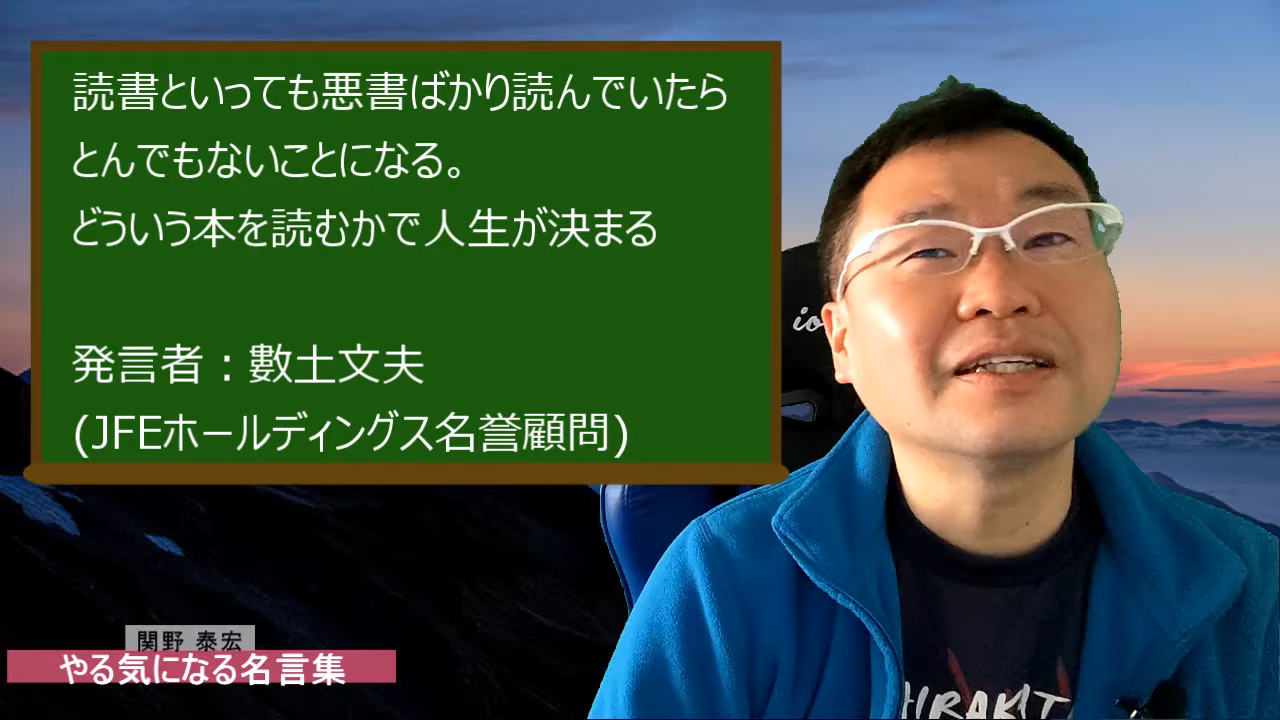 読書といっても悪書ばかり読んでいたら
とんでもないことになる。
どういう本を読むかで人生が決まる
発言者：數土文夫
(JFEホールディングス名誉顧問)
io
関野 泰宏
やる気になる名言集